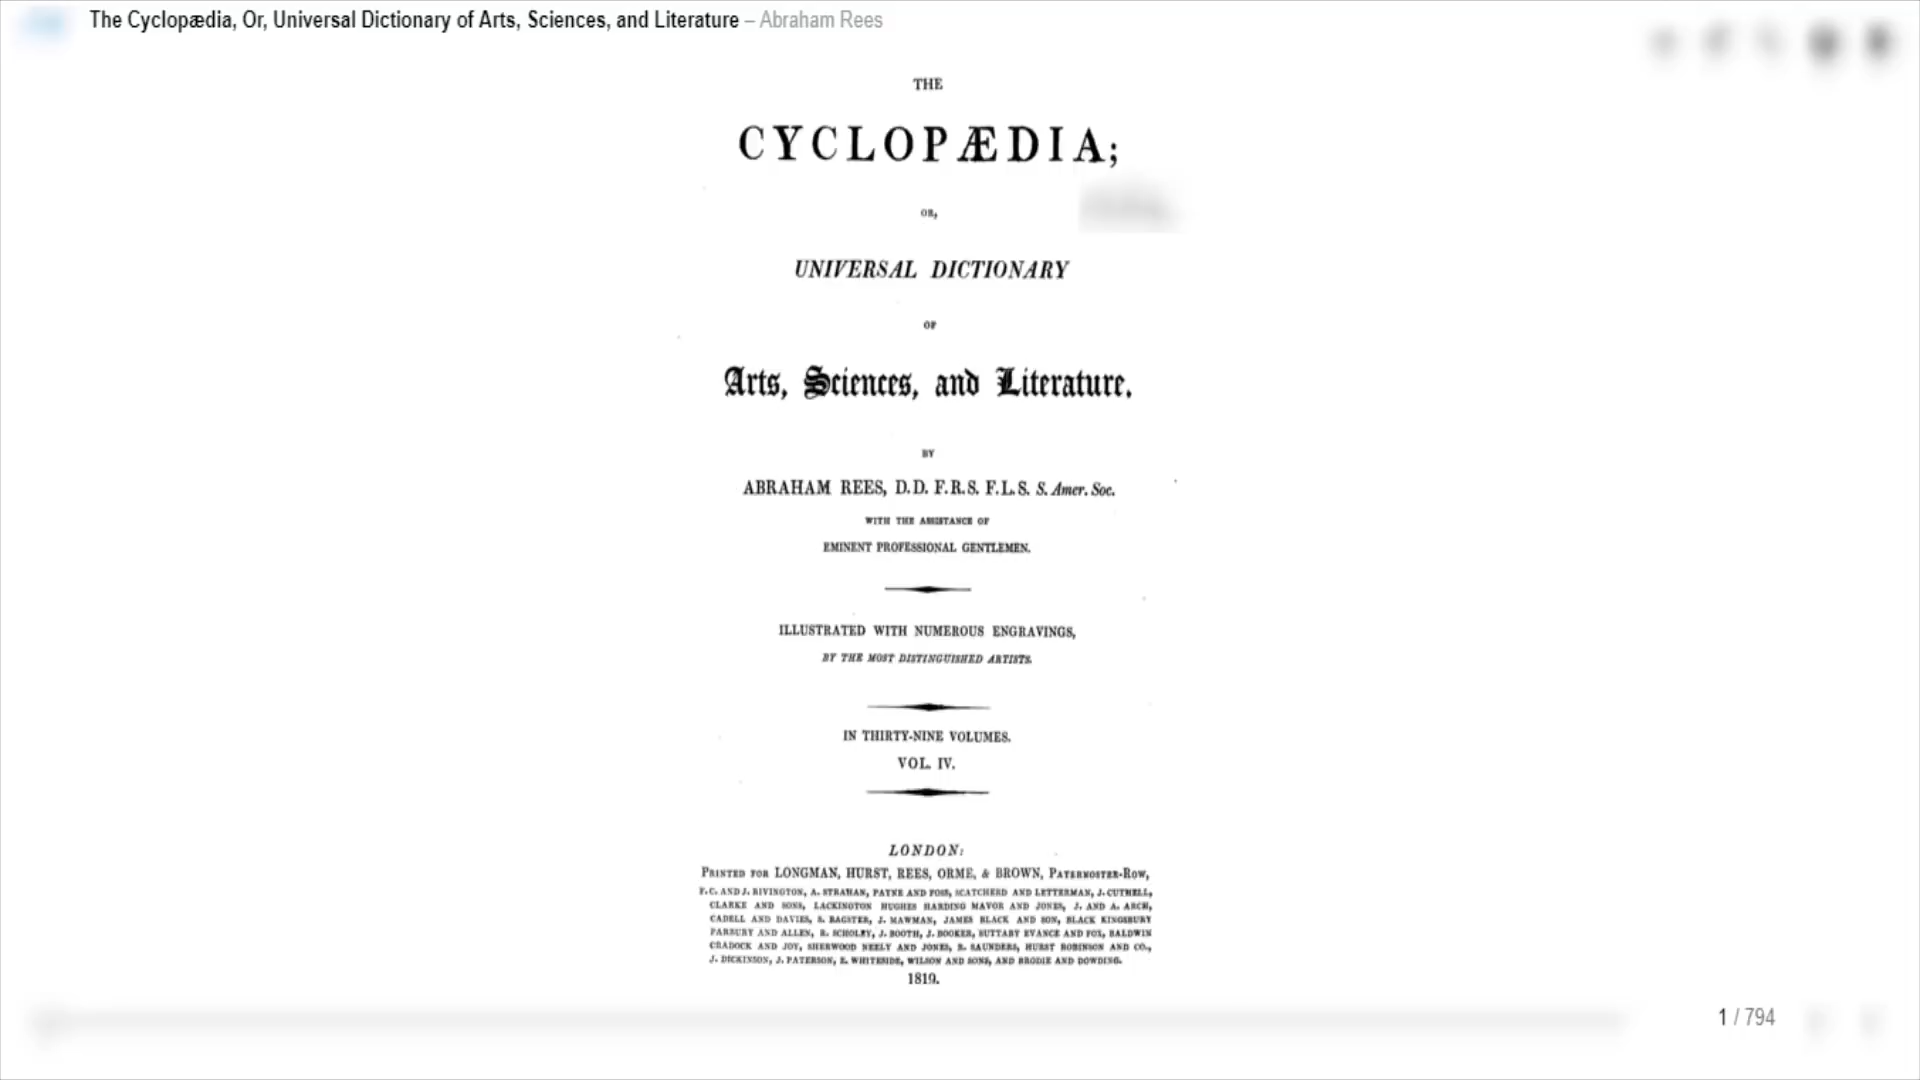 The Cyclopædia, Or, Universal Dictionary of Arts, Sciences, and Literature – Abraham Rees
THE
CYCLOPÆDIA;
OR,
UNIVERSAL DICTIONARY
OF
Arts, Sciences, and Literature.
BY
ABRAHAM REES, D.D. F.R.S. F.L.S. S. Amer. Soc.
WITH THE ASSISTANCE OF
EMINENT PROFESSIONAL GENTLEMEN.
ILLUSTRATED WITH NUMEROUS ENGRAVINGS,
BY THE MOST DISTINGUISHED ARTISTS.
IN THIRTY-NINE VOLUMES.
VOL. IV.
LONDON:
PRINTED FOR LONGMAN, HURST, REES, ORME, & BROWN, PATERNOSTER-ROW,
F.C. AND J. RIVINGTON, A. STRAHAN, PAYNE AND FOSS, SCATCHERD AND LETTERMAN, J. CUTHELL,
CLARKE AND SONS, LACKINGTON HUGHES HARDING MAVOR AND JONES, J. AND A. ARCH,
CADELL AND DAVIES, S. BAGSTER, J. MAWMAN, JAMES BLACK AND SON, BLACK KINGSBURY
PARBURY AND ALLEN, R. SCHOLEY, J. BOOTH, J. BOOKER, SUTTABY EVANCE AND FOX, BALDWIN
CRADOCK AND JOY, SHERWOOD NEELY AND JONES, R. SAUNDERS, HURST ROBINSON AND CO.,
J. DICKINSON, J. PATERSON, E. WHITESIDE, WILSON AND SONS, AND BRODIE AND DOWDING.
1819.
1 / 794